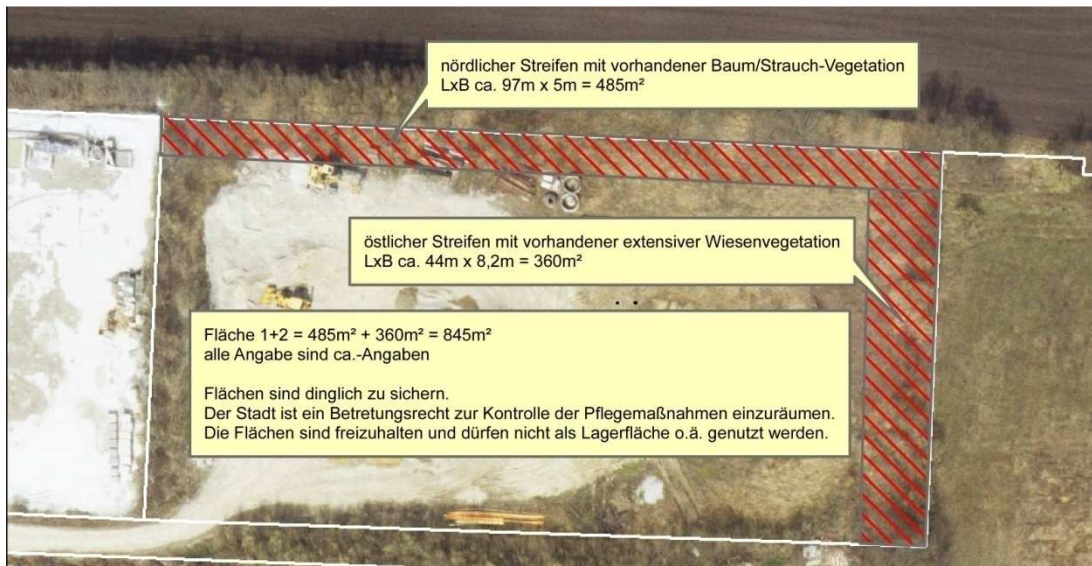 nördlicher Streifen mit vorhandener Baum/Strauch-Vegetation
LxB ca. 97m x 5m = 485m²
östlicher Streifen mit vorhandener extensiver Wiesenvegetation
LxB ca. 44m x 8,2m = 360m²
Fläche 1+2 = 485m² + 360m² = 845m²
alle Angabe sind ca.-Angaben
Flächen sind dinglich zu sichern.
Der Stadt ist ein Betretungsrecht zur Kontrolle der Pflegemaßnahmen einzuräumen.
Die Flächen sind freizuhalten und dürfen nicht als Lagerfläche o.ä. genutzt werden.